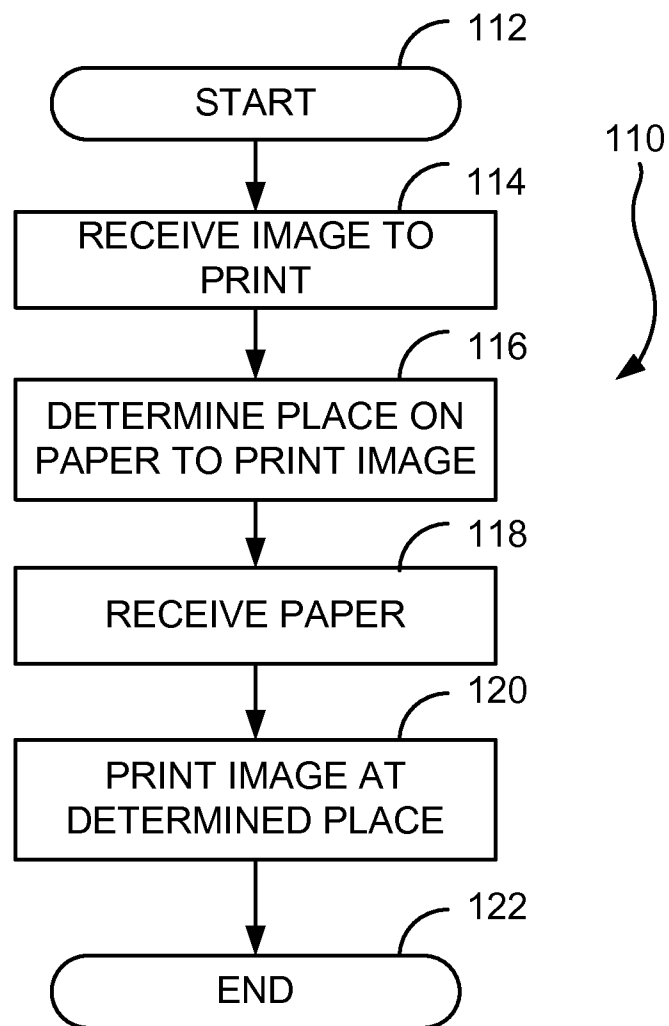 112
START
110
114
RECEIVE IMAGE TO
PRINT
116
DETERMINE PLACE ON
PAPER TO PRINT IMAGE
118
RECEIVE PAPER
120
PRINT IMAGE AT
DETERMINED PLACE
122
END